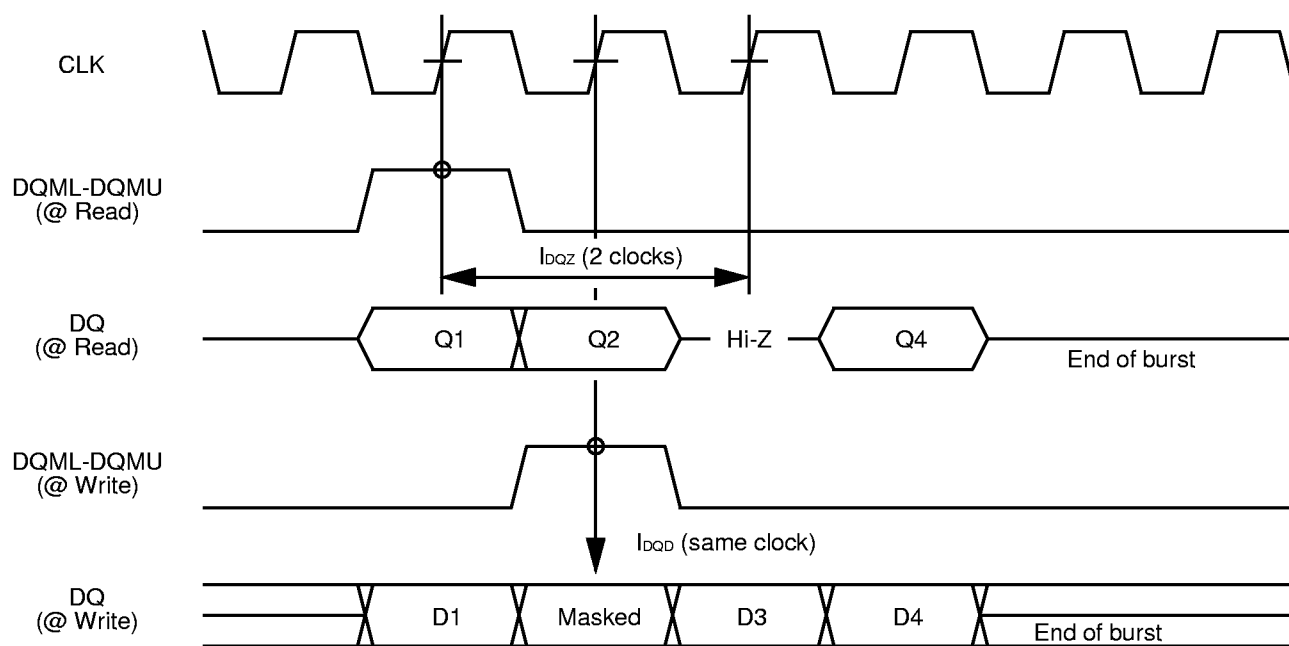 CLK
DQML-DQMU
(@ Read)
IDQZ (2 clocks)
DQ
(@ Read)
Q1
Q2
Hi-Z
Q4
End of burst
DQML-DQMU
(@ Write)
IDQD (same clock)
DQ
(@ Write)
D1
Masked
D3
D4
End of burst